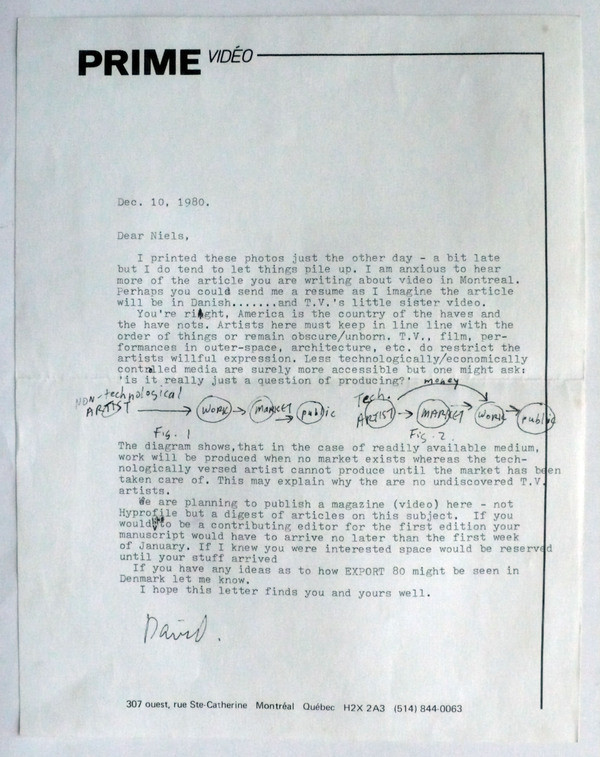 PRIME VIDÉO
Dec. 10, 1980.
Dear Niels,
I printed these photos just the other day - a bit late
but I do tend to let things pile up. I am anxious to hear
more of the article you are writing about video in Montreal.
Perhaps you could send me a resume as I imagine the article
will be in Danish.......and T.V.'s little sister video.
You're right, America is the country of the haves and
the have nots. Artists here must keep in line line with the
order of things or remain obscure/unborn. T.V., film, per-
formances in outer-space, architecture, etc. do restrict the
artists willful expression. Less technologically/economically
controled media are surely more accessible but one might ask:
'is it really just a question of producing?'
money
NON-technological
ARTIST WORK MARKET public
Tech.
ARTIST MARKET WORK public
Fig. 1
Fig. 2.
The diagram shows,that in the case of readily available medium,
work will be produced when no market exists whereas the tech-
nologically versed artist cannot produce until the market has been
taken care of. This may explain why the are no undiscovered T.V.
artists.
We are planning to publish a magazine (video) here - not
Hyprofile but a digest of articles on this subject. If you
would to be a contributing editor for the first edition your
manuscript would have to arrive no later than the first week
of January. If I knew you were interested space would be reserved
until your stuff arrived
If you have any ideas as to how EXPORT 80 might be seen in
Denmark let me know.
I hope this letter finds you and yours well.
David.
307 ouest, rue Ste-Catherine Montréal Québec H2X 2A3 (514) 844-0063